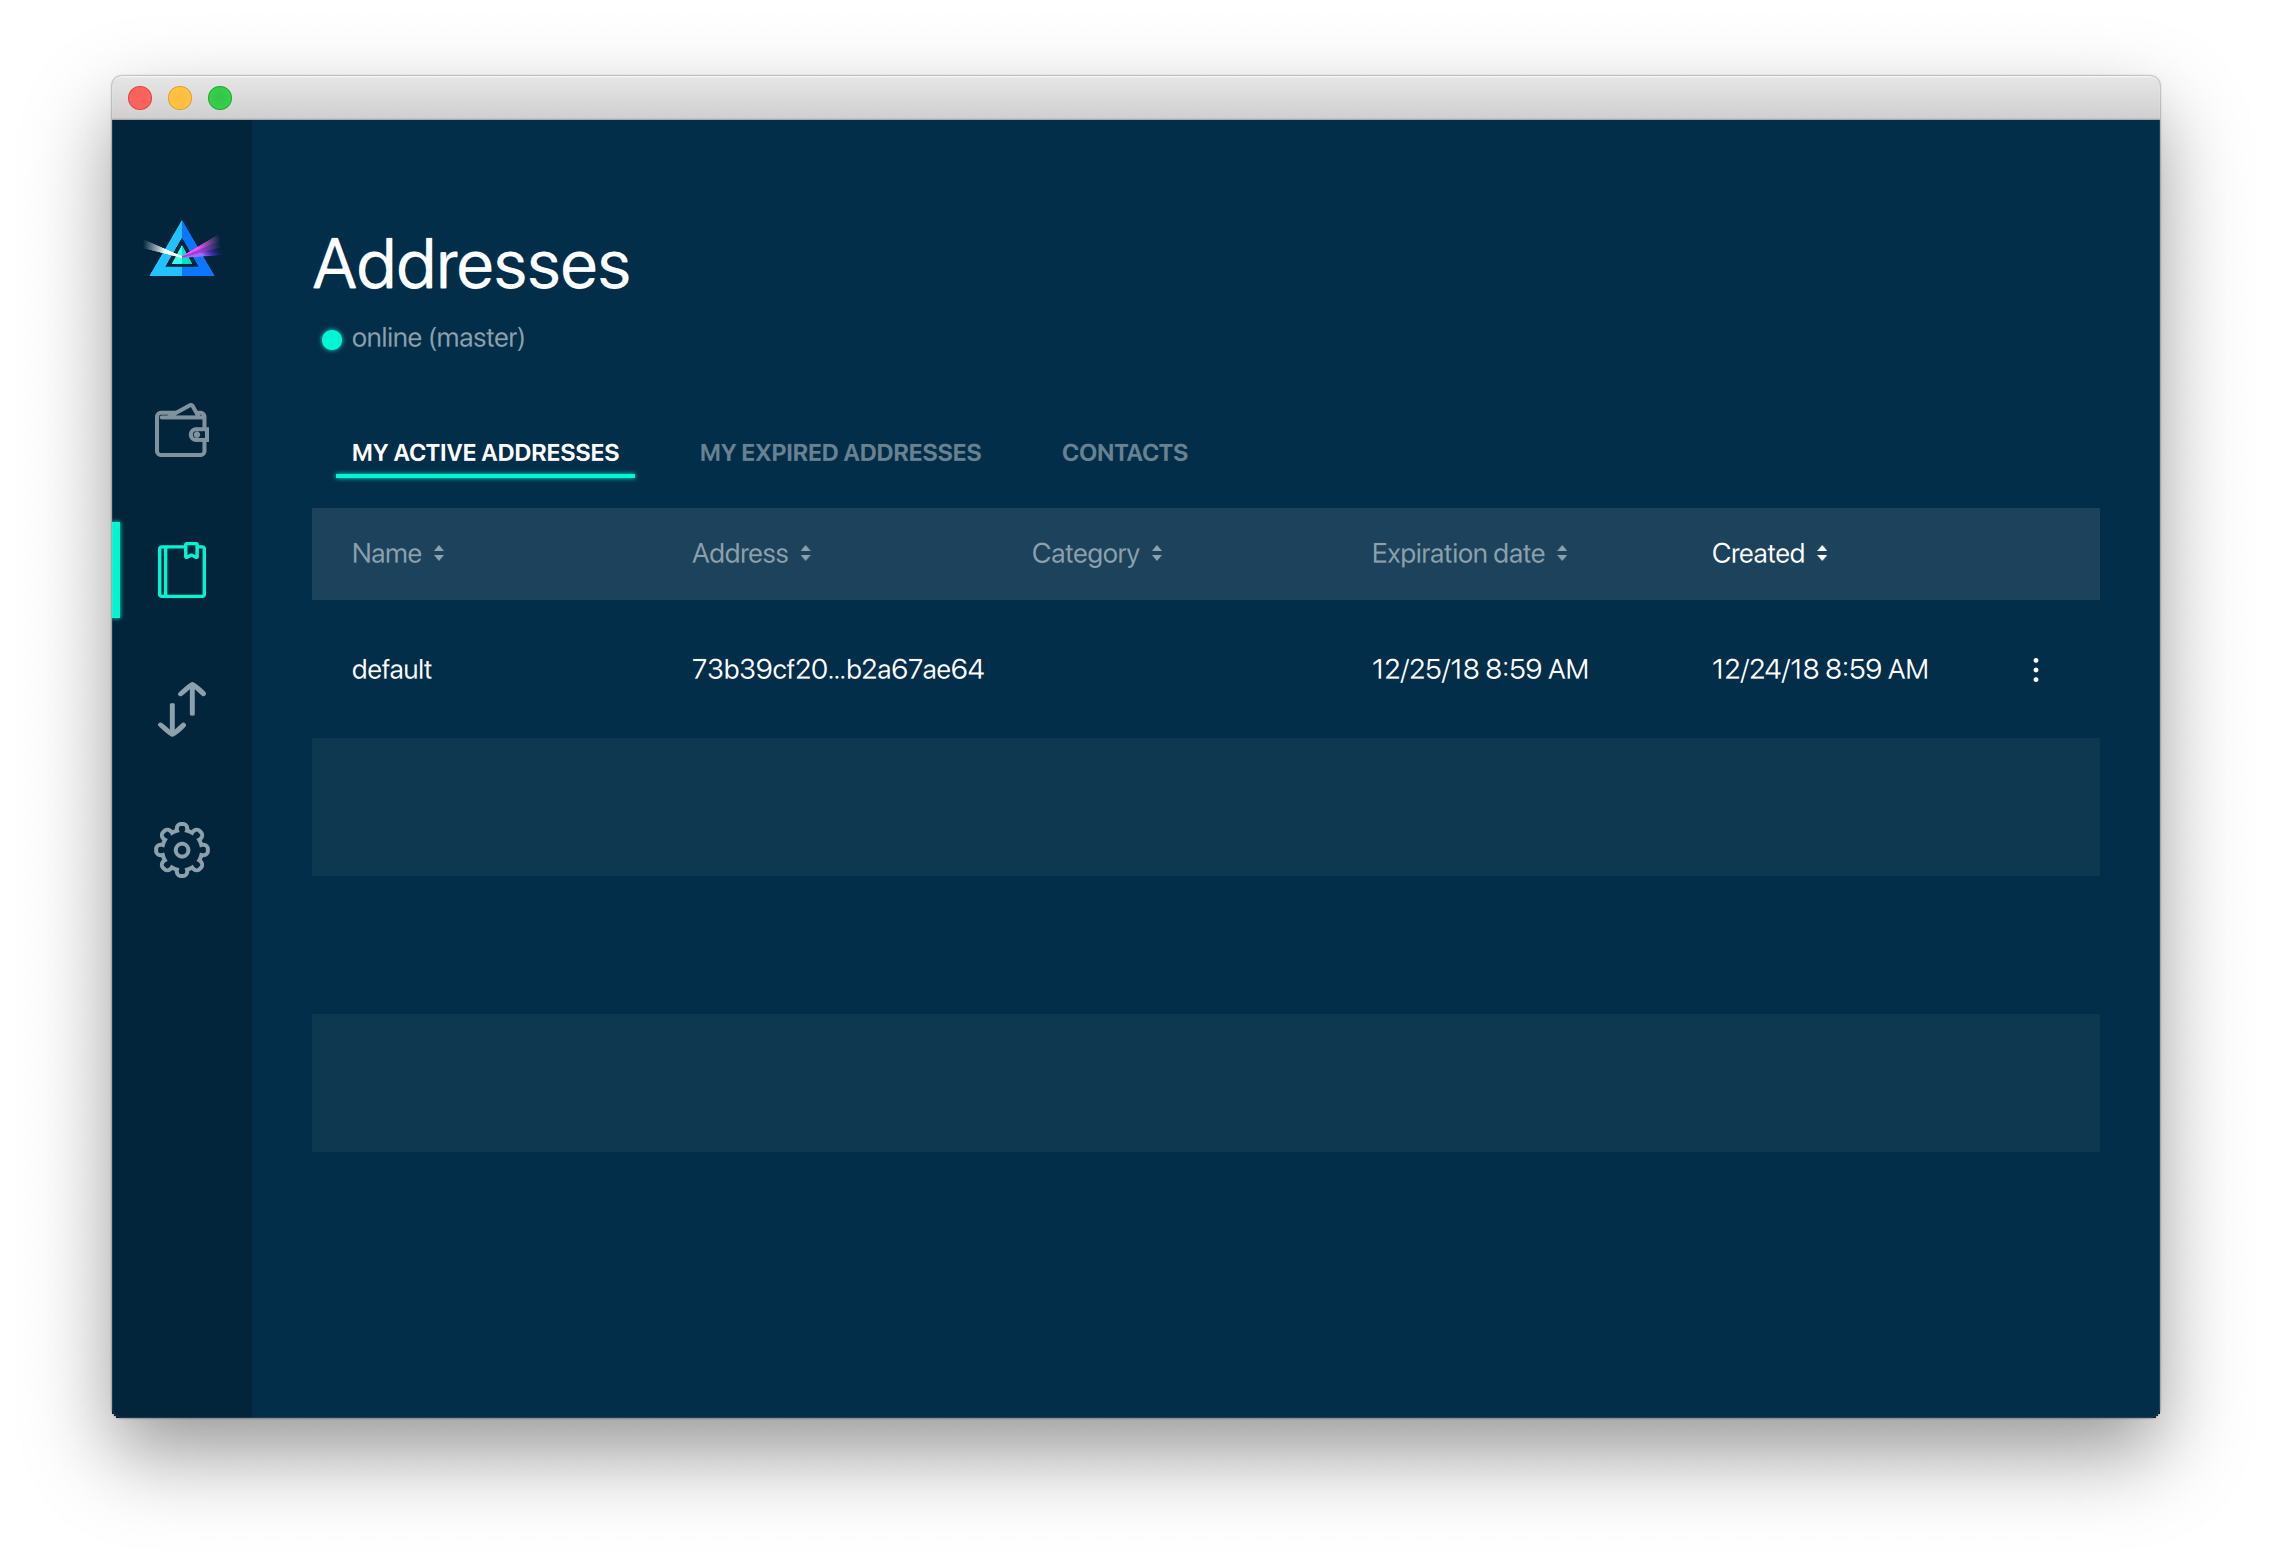 Addresses
online (master)
MY ACTIVE ADDRESSES MY EXPIRED ADDRESSES CONTACTS
Name Address Category Expiration date Created
default 73b39cf20...b2a67ae64 12/25/18 8:59 AM 12/24/18 8:59 AM